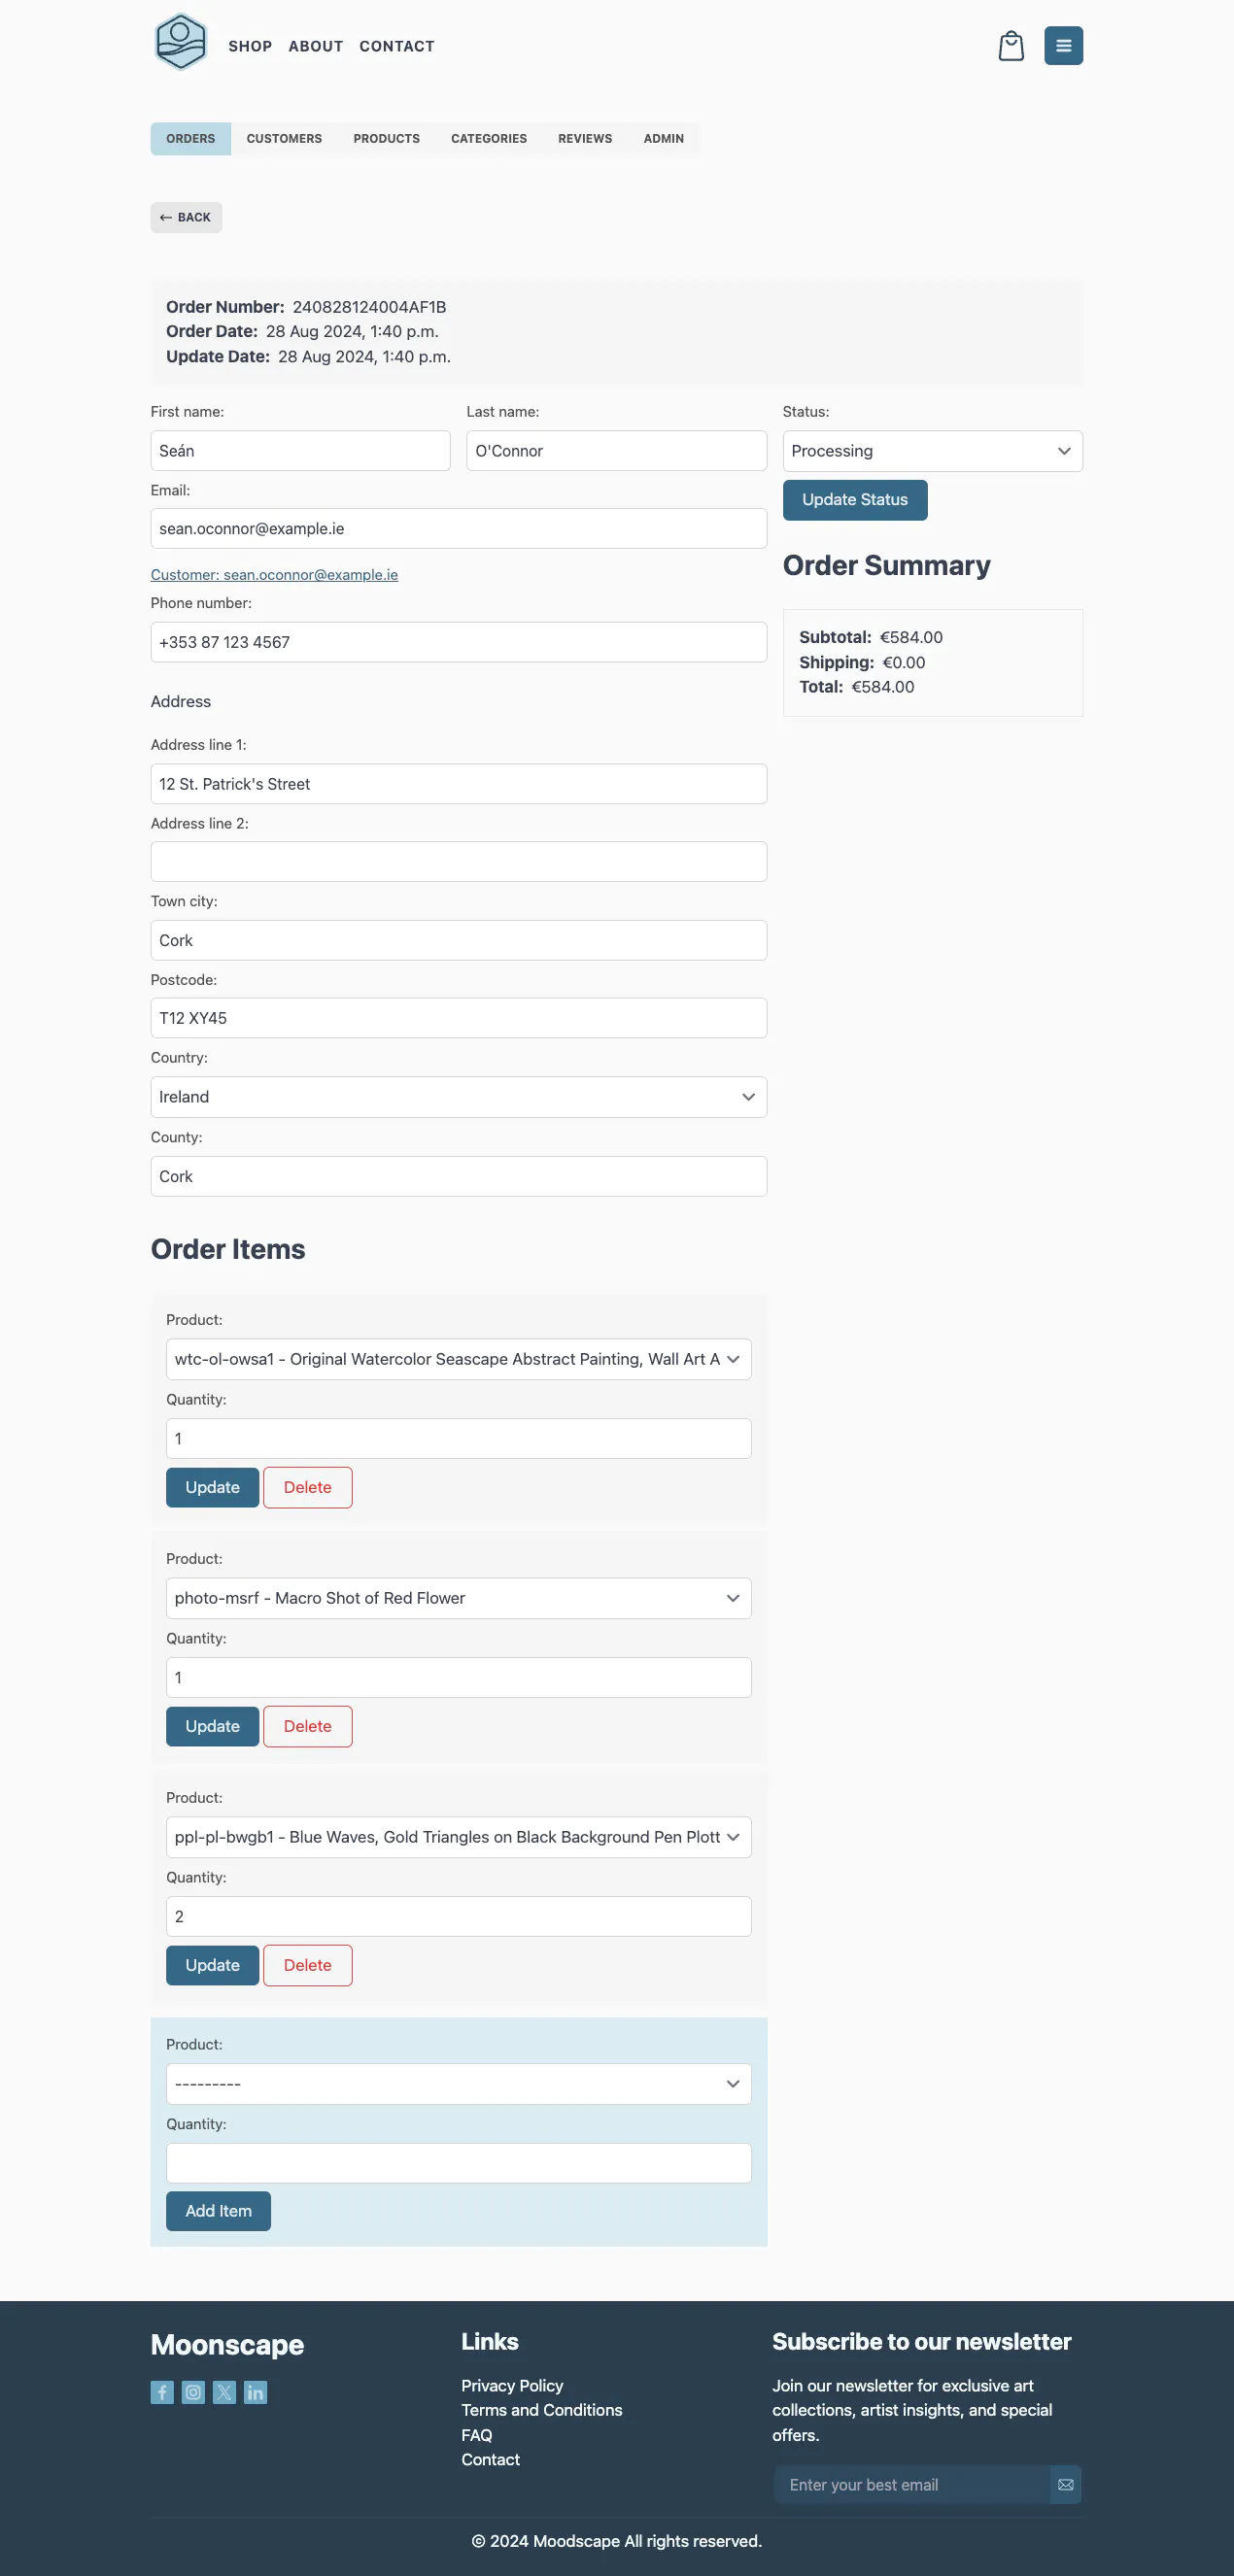 SHOP ABOUT CONTACT
ORDERS CUSTOMERS PRODUCTS CATEGORIES REVIEWS ADMIN
← BACK
Order Number: 240828124004AF1B
Order Date: 28 Aug 2024, 1:40 p.m.
Update Date: 28 Aug 2024, 1:40 p.m.
First name:
Seán
Last name:
O'Connor
Email:
sean.oconnor@example.ie
Customer: sean.oconnor@example.ie
Phone number:
+353 87 123 4567
Address
Address line 1:
12 St. Patrick's Street
Address line 2:
Town city:
Cork
Postcode:
T12 XY45
Country:
Ireland
County:
Cork
Status:
Processing
Update Status
Order Summary
Subtotal: €584.00
Shipping: €0.00
Total: €584.00
Order Items
Product:
wtc-ol-owsa1 - Original Watercolor Seascape Abstract Painting, Wall Art A
Quantity:
1
Update Delete
Product:
photo-msrf - Macro Shot of Red Flower
Quantity:
1
Update Delete
Product:
ppl-pl-bwgb1 - Blue Waves, Gold Triangles on Black Background Pen Plott
Quantity:
2
Update Delete
Product:
---------
Quantity:
Add Item
Moonscape
Links
Privacy Policy
Terms and Conditions
FAQ
Contact
Subscribe to our newsletter
Join our newsletter for exclusive art
collections, artist insights, and special
offers.
Enter your best email
© 2024 Moodscape All rights reserved.